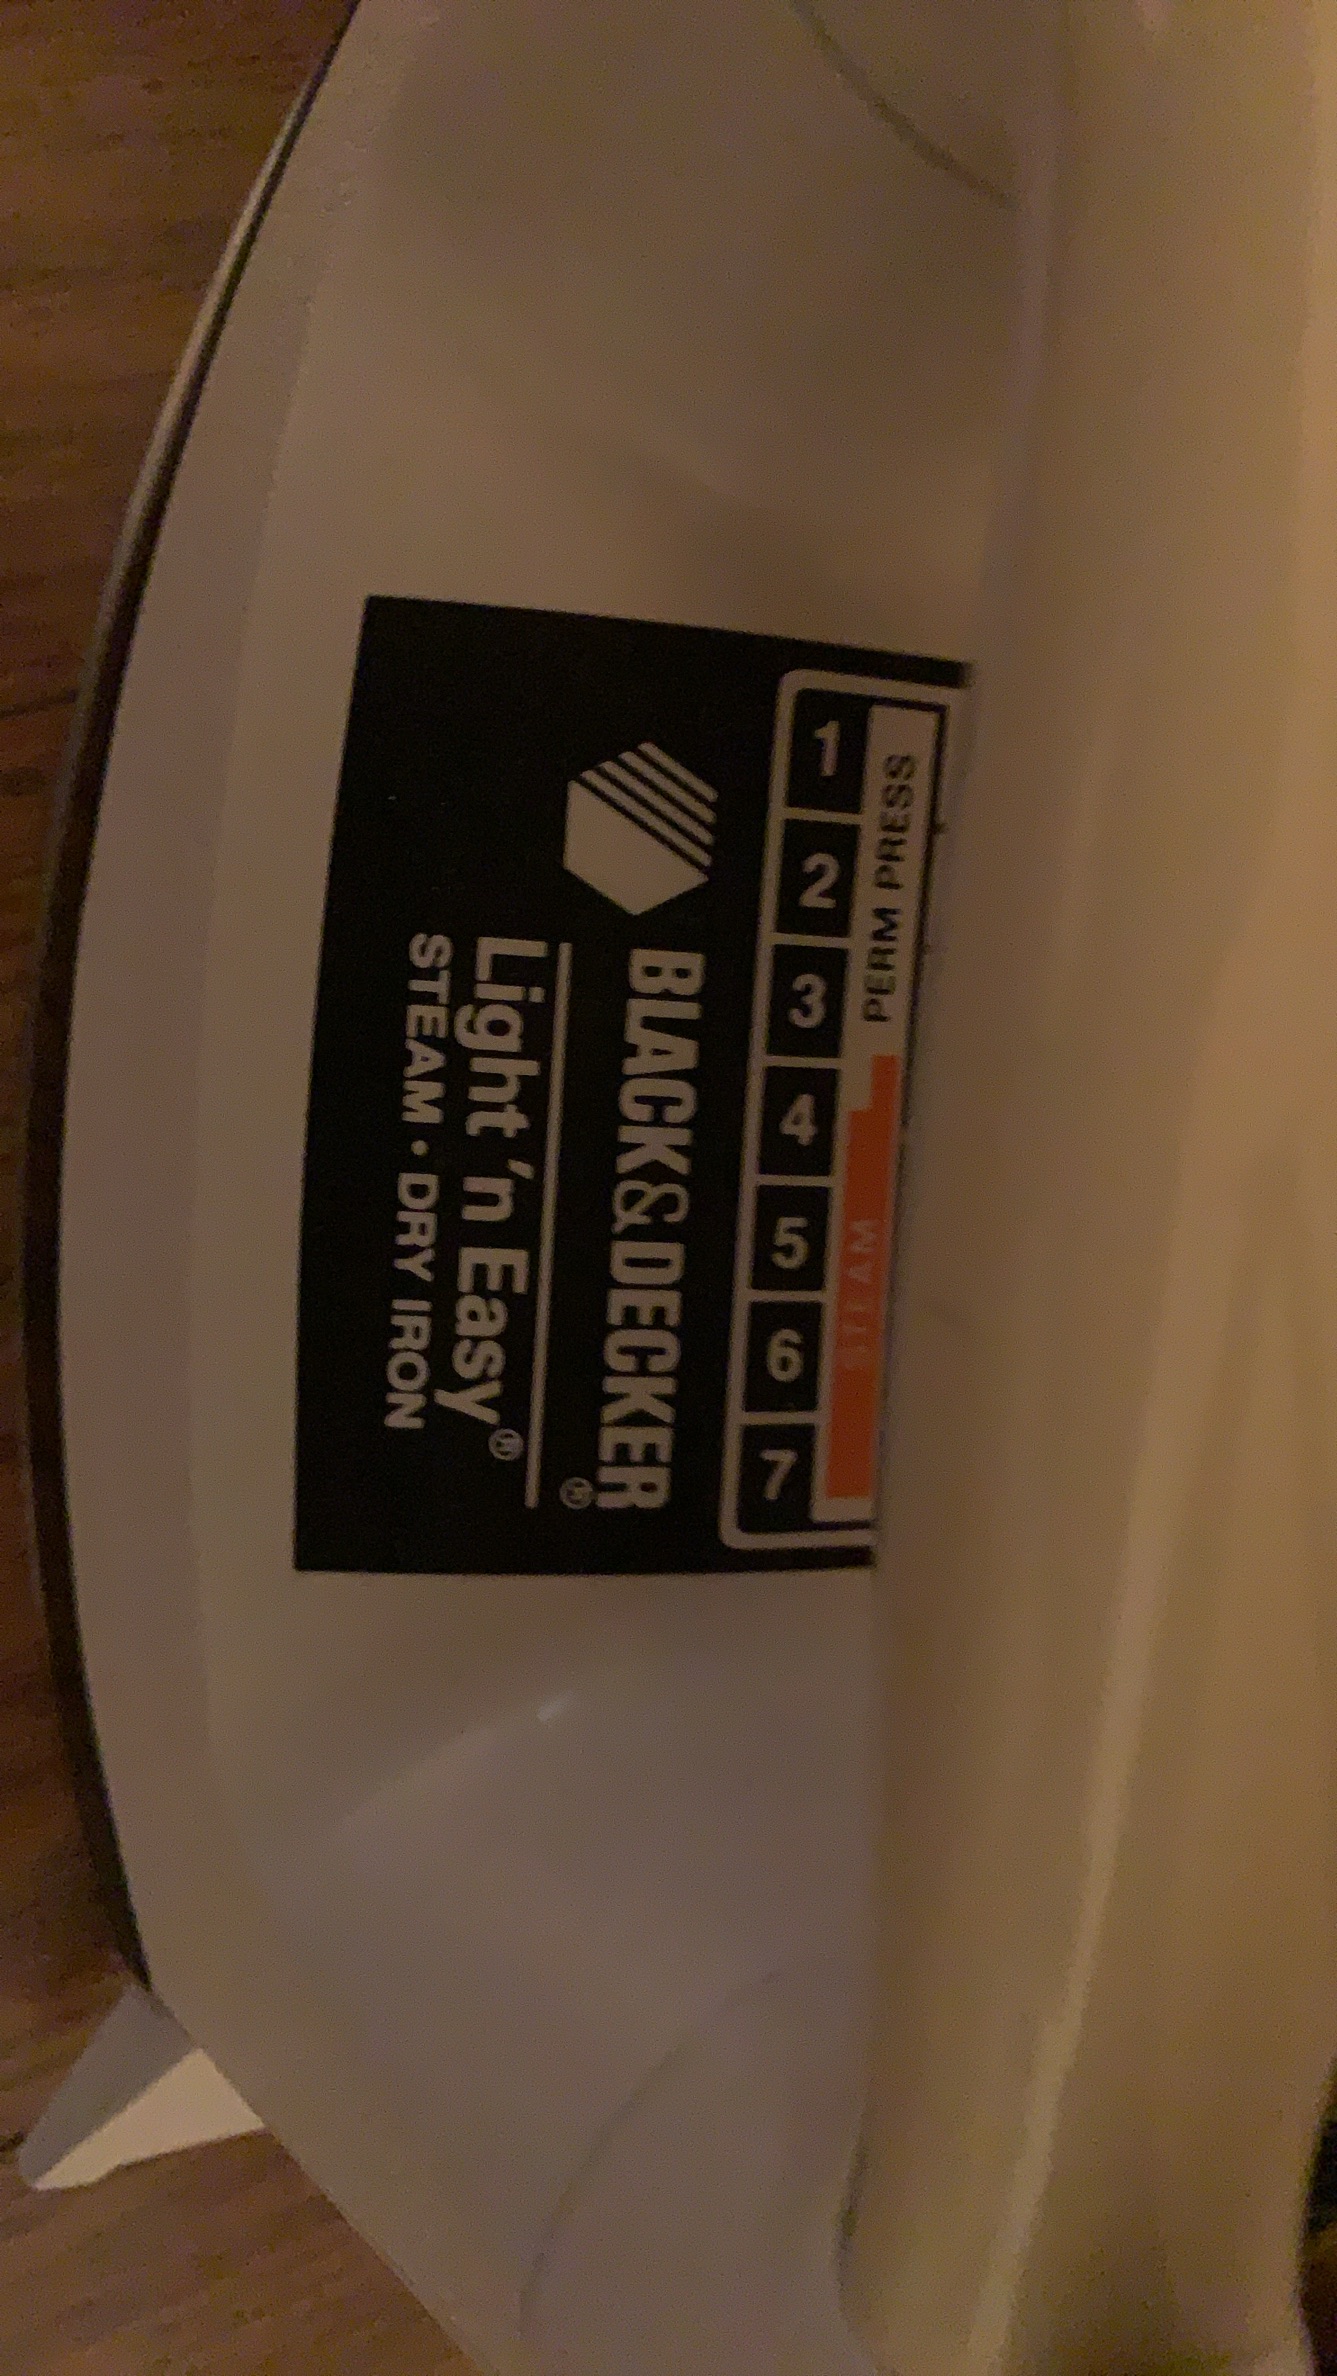 PERM PRESS
STEAM
1 2 3 4 5 6 7
BLACK&DECKER®
Light 'n Easy®
STEAM • DRY IRON